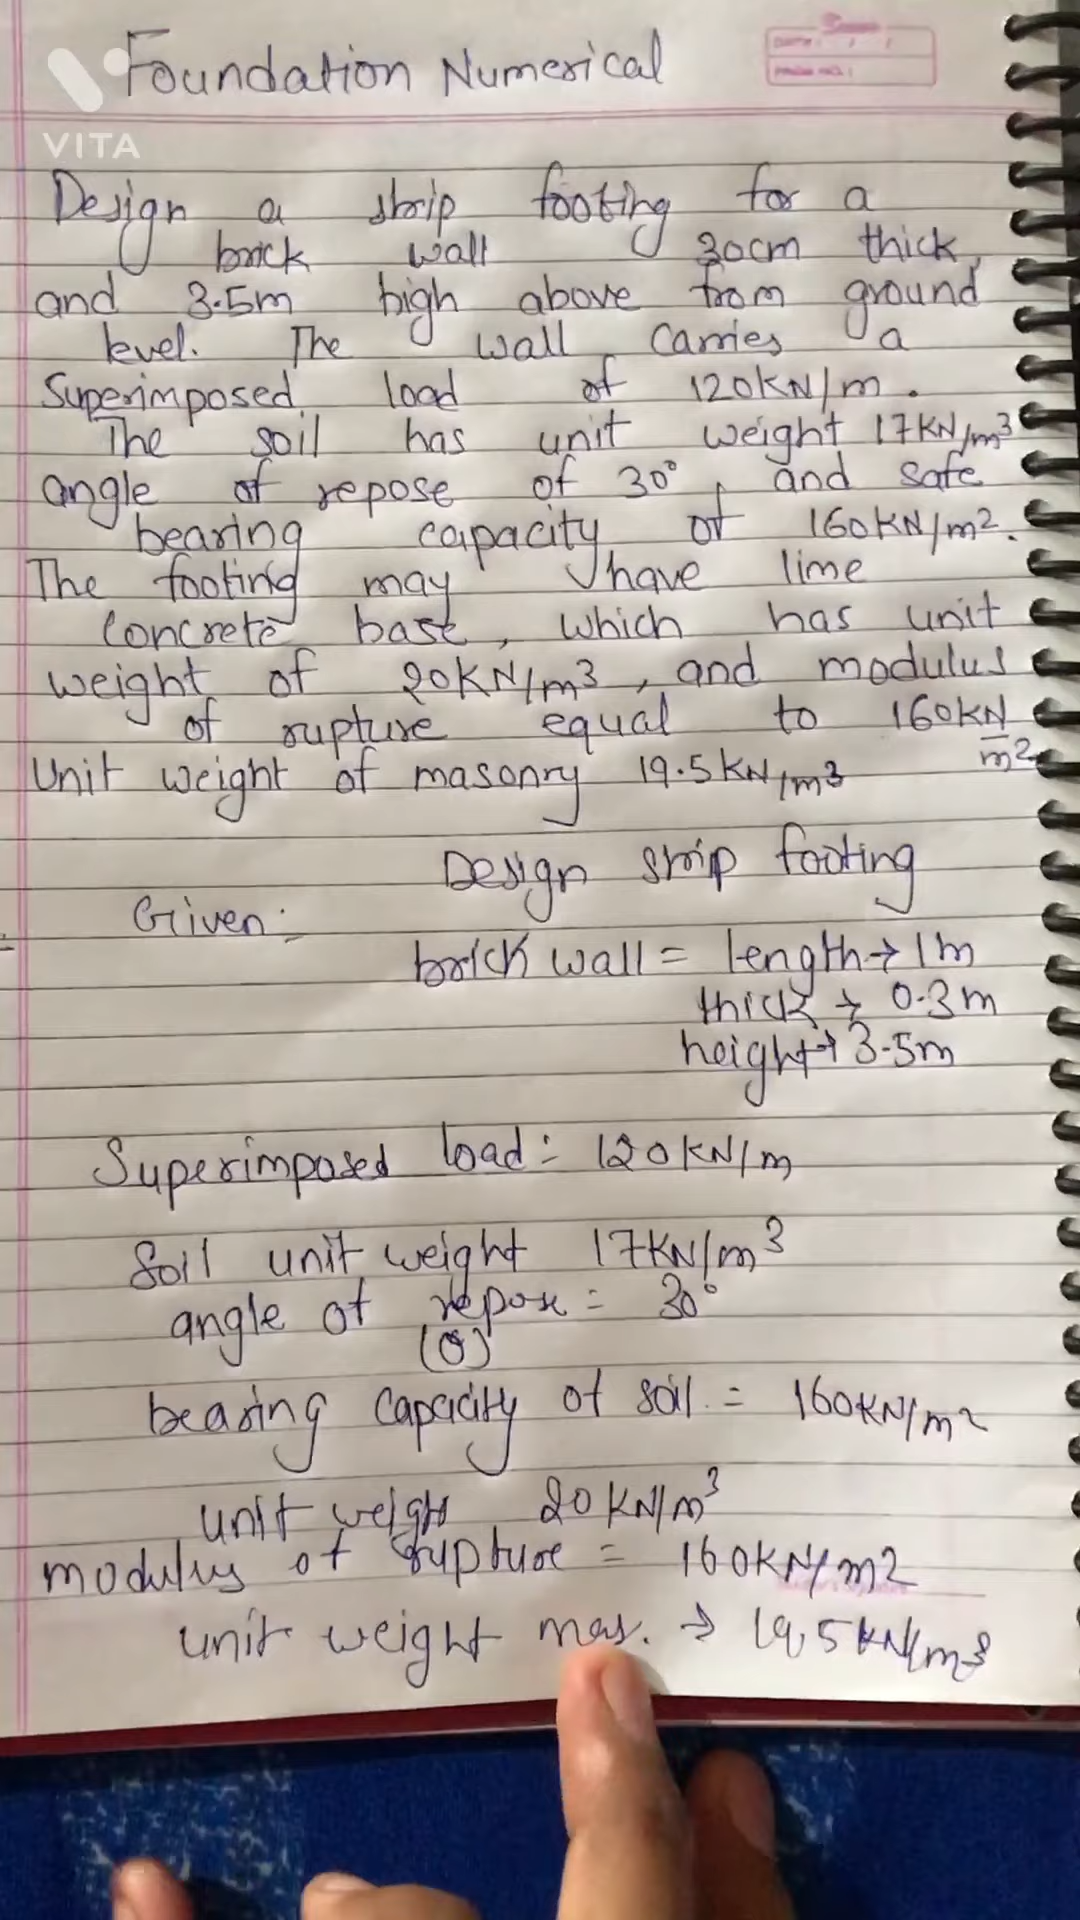 Foundation Numerical
VITA
DATE: / /
PAGE NO.:
Design a strip footing for a
brick wall 30cm thick,
and 3.5m high above from ground
level. The wall carries a
Superimposed load of 120KN/m.
The soil has unit weight 17KN/m3
angle of repose of 30°, and safe
bearing capacity of 160KN/m2.
The footing may have lime
concrete base, which has unit
weight of 20KN/m3, and modulus
of rupture equal to 160KN/m2
Unit weight of masonry 19.5KN/m3
Design strip footing
Given:-
brick wall = length→1m
thick → 0.3m
height→3.5m
Superimposed load = 120KN/m
Soil unit weight 17KN/m3
angle of repose = 30°
(θ)
bearing capacity of soil = 160KN/m2
unit weigh 20KN/m3
modulus of rupture = 160KN/m2
unit weight mas. → 19.5KN/m3